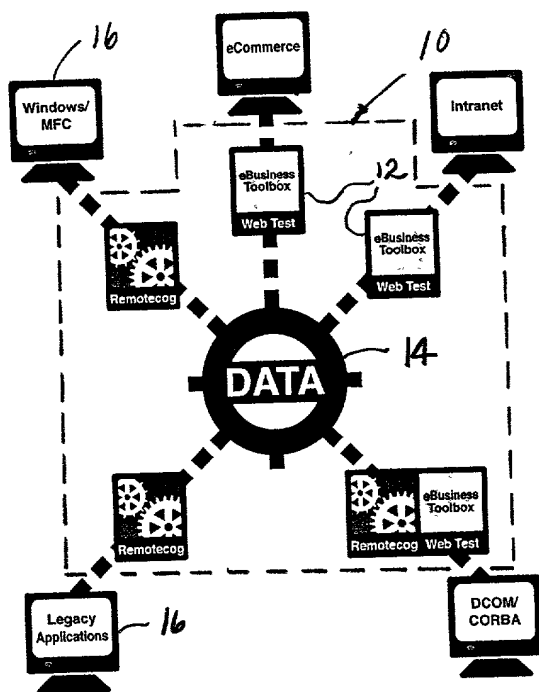 16
eCommerce
10
Windows/
MFC
Intranet
eBusiness
Toolbox
Web Test
12
eBusiness
Toolbox
Web Test
Remotecog
14
DATA
Remotecog
eBusiness
Toolbox
Remotecog Web Test
Legacy
Applications
16
DCOM/
CORBA